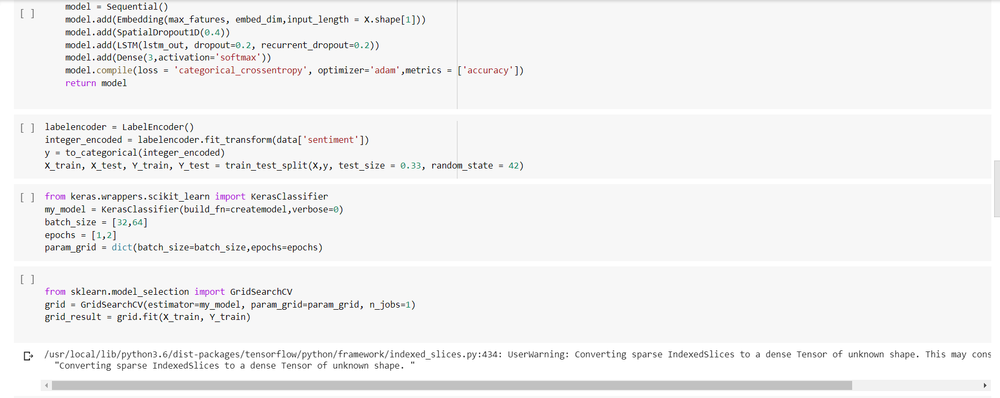 model = Sequential()
[ ]
model.add(Embedding(max_fatures, embed_dim,input_length = X.shape[1]))
model.add(SpatialDropout1D(0.4))
model.add(LSTM(lstm_out, dropout=0.2, recurrent_dropout=0.2))
model.add(Dense(3,activation='softmax'))
model.compile(loss = 'categorical_crossentropy', optimizer='adam',metrics = ['accuracy'])
return model
[ ] labelencoder = LabelEncoder()
integer_encoded = labelencoder.fit_transform(data['sentiment'])
y = to_categorical(integer_encoded)
X_train, X_test, Y_train, Y_test = train_test_split(X,y, test_size = 0.33, random_state = 42)
[ ] from keras.wrappers.scikit_learn import KerasClassifier
my_model = KerasClassifier(build_fn=createmodel,verbose=0)
batch_size = [32,64]
epochs = [1,2]
param_grid = dict(batch_size=batch_size,epochs=epochs)
[ ]
from sklearn.model_selection import GridSearchCV
grid = GridSearchCV(estimator=my_model, param_grid=param_grid, n_jobs=1)
grid_result = grid.fit(X_train, Y_train)
/usr/local/lib/python3.6/dist-packages/tensorflow/python/framework/indexed_slices.py:434: UserWarning: Converting sparse IndexedSlices to a dense Tensor of unknown shape. This may cons
"Converting sparse IndexedSlices to a dense Tensor of unknown shape. "